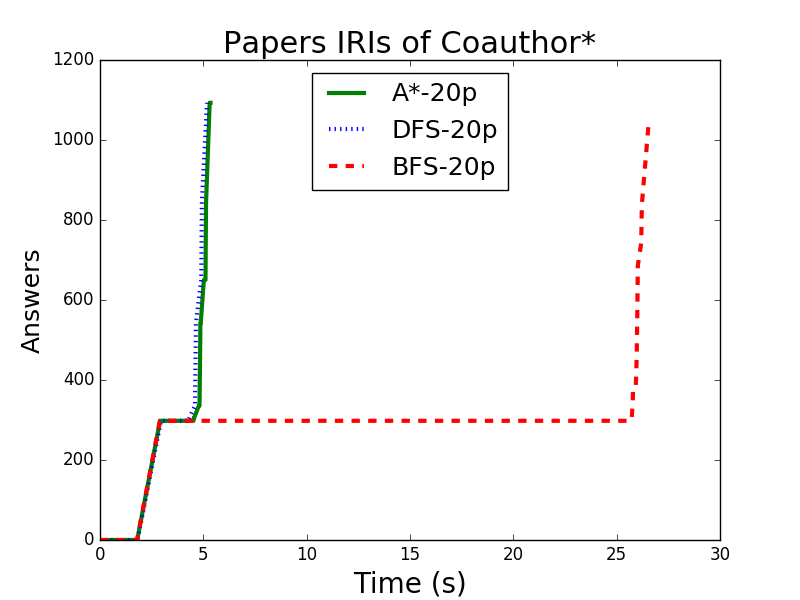 Papers IRIs of Coauthor*
1200
1000
800
600
400
200
0
Answers
A*-20p
DFS-20p
BFS-20p
0 5 10 15 20 25 30
Time (s)